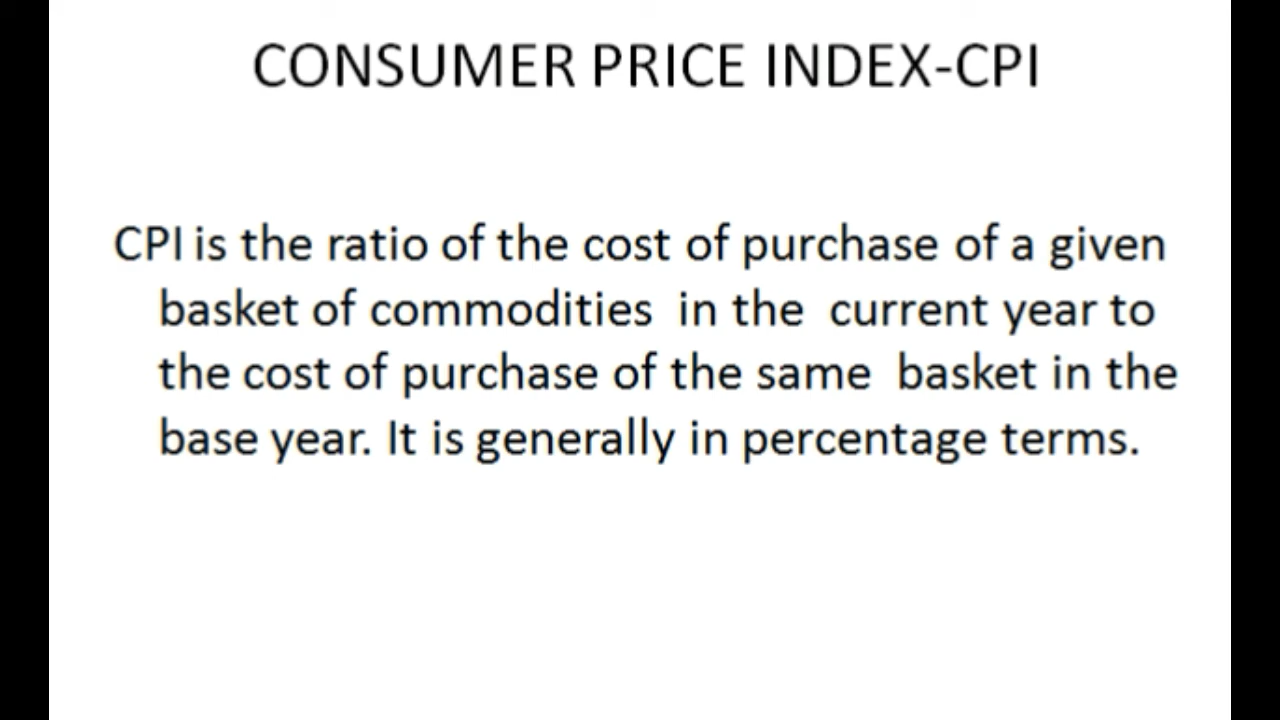 CONSUMER PRICE INDEX-CPI
CPI is the ratio of the cost of purchase of a given
basket of commodities in the current year to
the cost of purchase of the same basket in the
base year. It is generally in percentage terms.